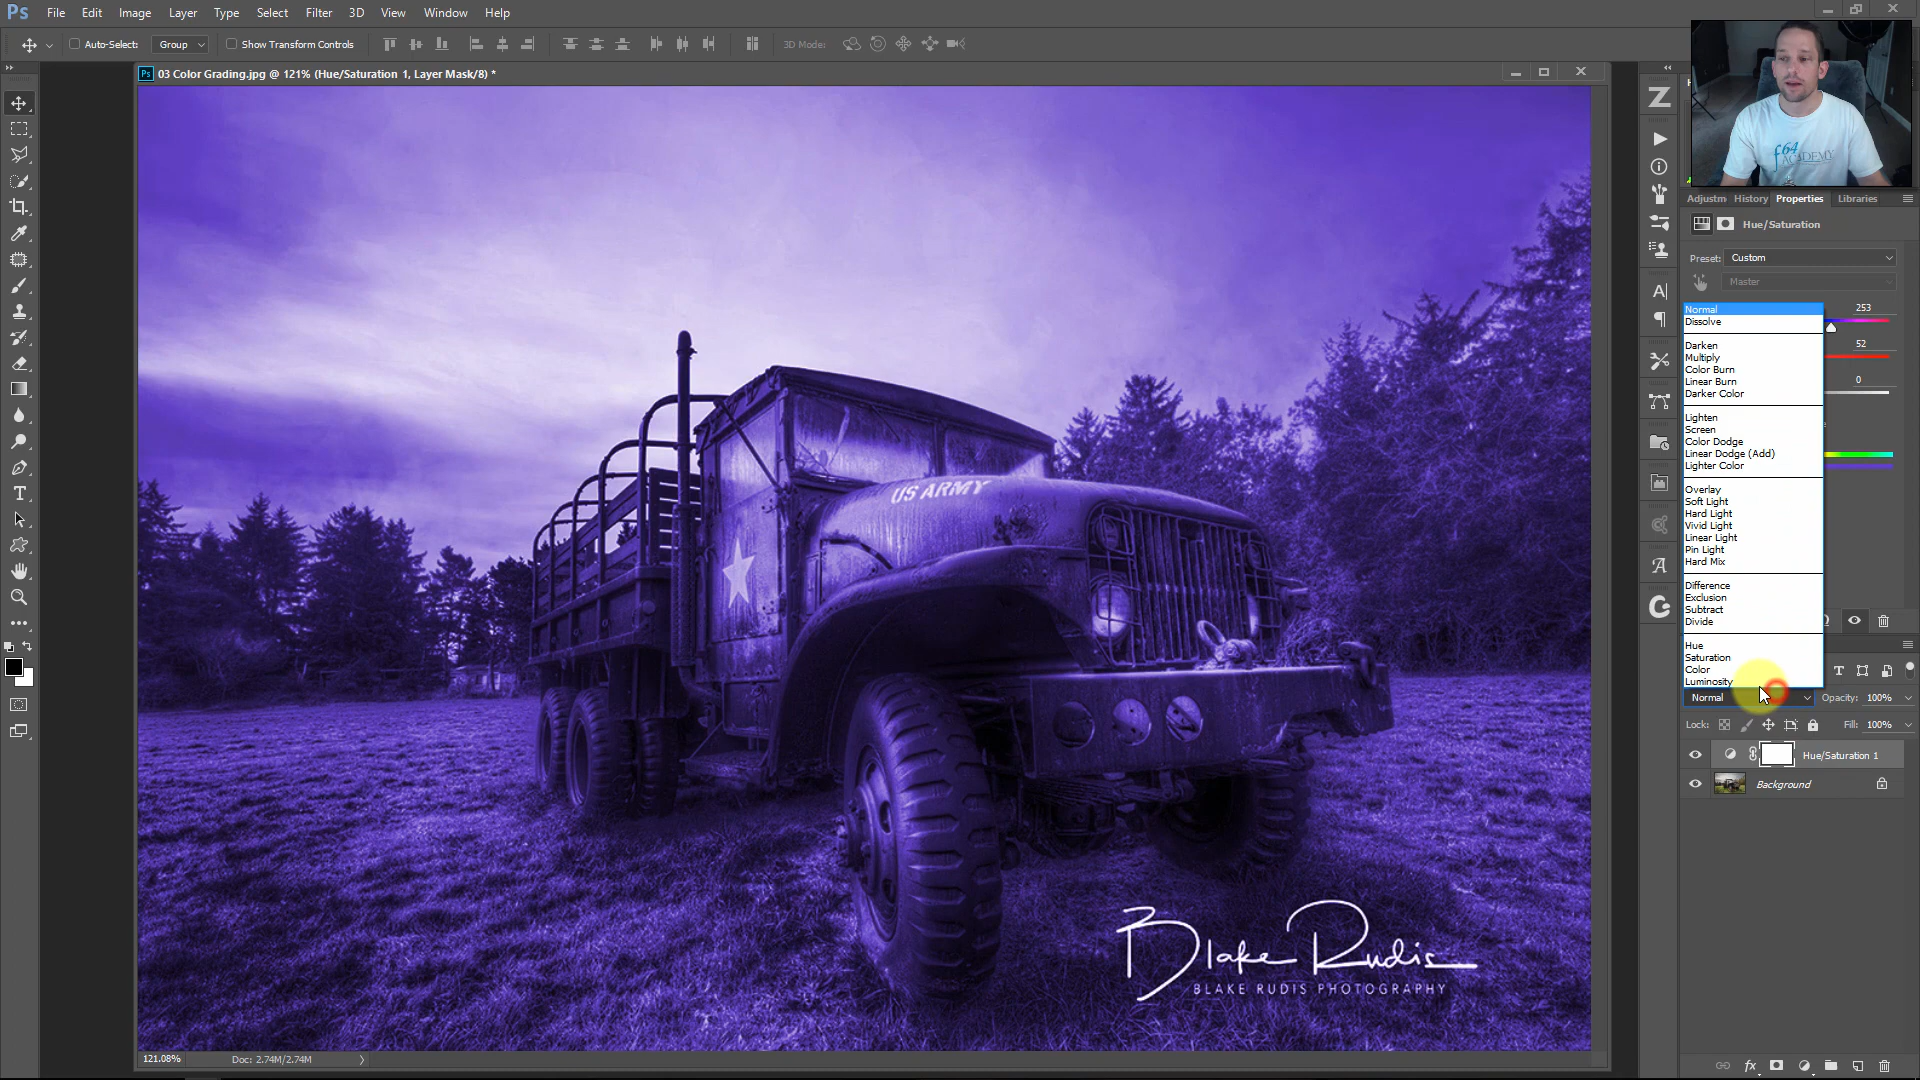 Ps File Edit Image Layer Type Select Filter 3D View Window Help
Auto-Select: Group Show Transform Controls 3D Mode:
Ps 03 Color Grading.jpg @ 121% (Hue/Saturation 1, Layer Mask/8) *
US ARMY
Blake Rudis
BLAKE RUDIS PHOTOGRAPHY
121.08% Doc: 2.74M/2.74M
f64
ACADEMY
Adjustm History Properties Libraries
Hue/Saturation
Preset: Custom
Master
253
52
0
Normal
Dissolve
Darken
Multiply
Color Burn
Linear Burn
Darker Color
Lighten
Screen
Color Dodge
Linear Dodge (Add)
Lighter Color
Overlay
Soft Light
Hard Light
Vivid Light
Linear Light
Pin Light
Hard Mix
Difference
Exclusion
Subtract
Divide
Hue
Saturation
Color
Luminosity
Normal Opacity: 100%
Lock: Fill: 100%
Hue/Saturation 1
Background